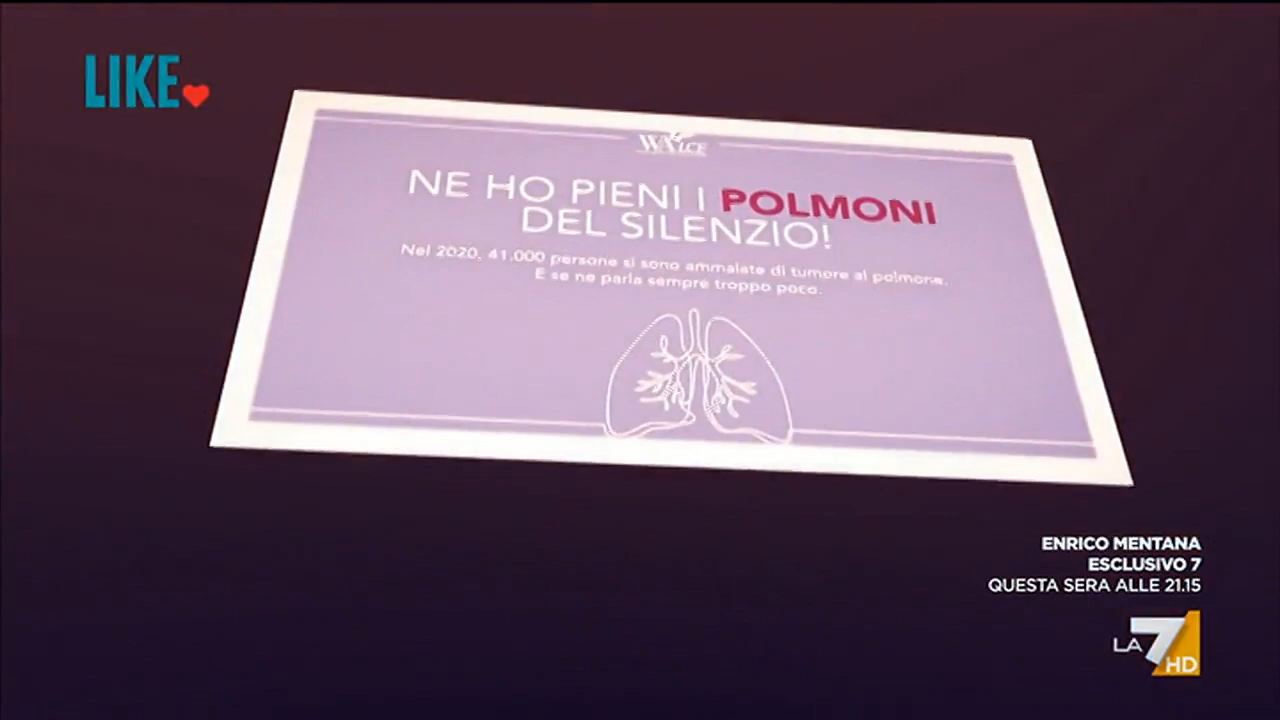 LIKE
WALCE
NE HO PIENI I POLMONI
DEL SILENZIO!
Nel 2020, 41.000 persone si sono ammalate di tumore al polmone.
E se ne parla sempre troppo poco.
ENRICO MENTANA
ESCLUSIVO 7
QUESTA SERA ALLE 21.15
LA7 HD